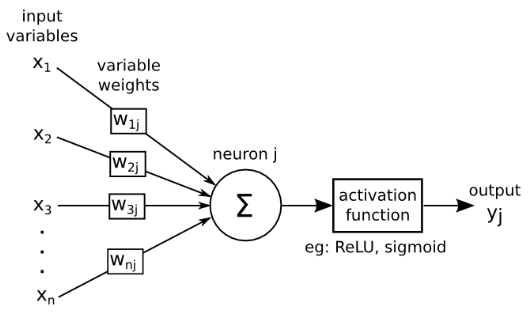 input
variables
x1
variable
weights
w1j
x2
w2j
neuron j
Σ
x3
w3j
activation
function
output
yj
eg: ReLU, sigmoid
wnj
xn